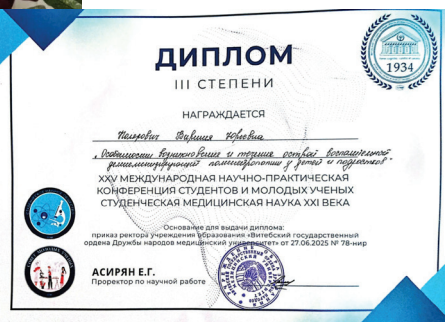 1934
ДИПЛОМ
III СТЕПЕНИ
НАГРАЖДАЕТСЯ
Юрьевна
„Особенности возникновения и течения острой воспалительной
демиелинизирующей полинейропатии у детей и подростков"
XXV МЕЖДУНАРОДНАЯ НАУЧНО-ПРАКТИЧЕСКАЯ
КОНФЕРЕНЦИЯ СТУДЕНТОВ И МОЛОДЫХ УЧЕНЫХ
СТУДЕНЧЕСКАЯ МЕДИЦИНСКАЯ НАУКА XXI ВЕКА
Основание для выдачи диплома:
приказ ректора учреждения образования «Витебский государственный
ордена Дружбы народов медицинский университет» от 27.06.2025 № 78-нир
АСИРЯН Е.Г.
Проректор по научной работе